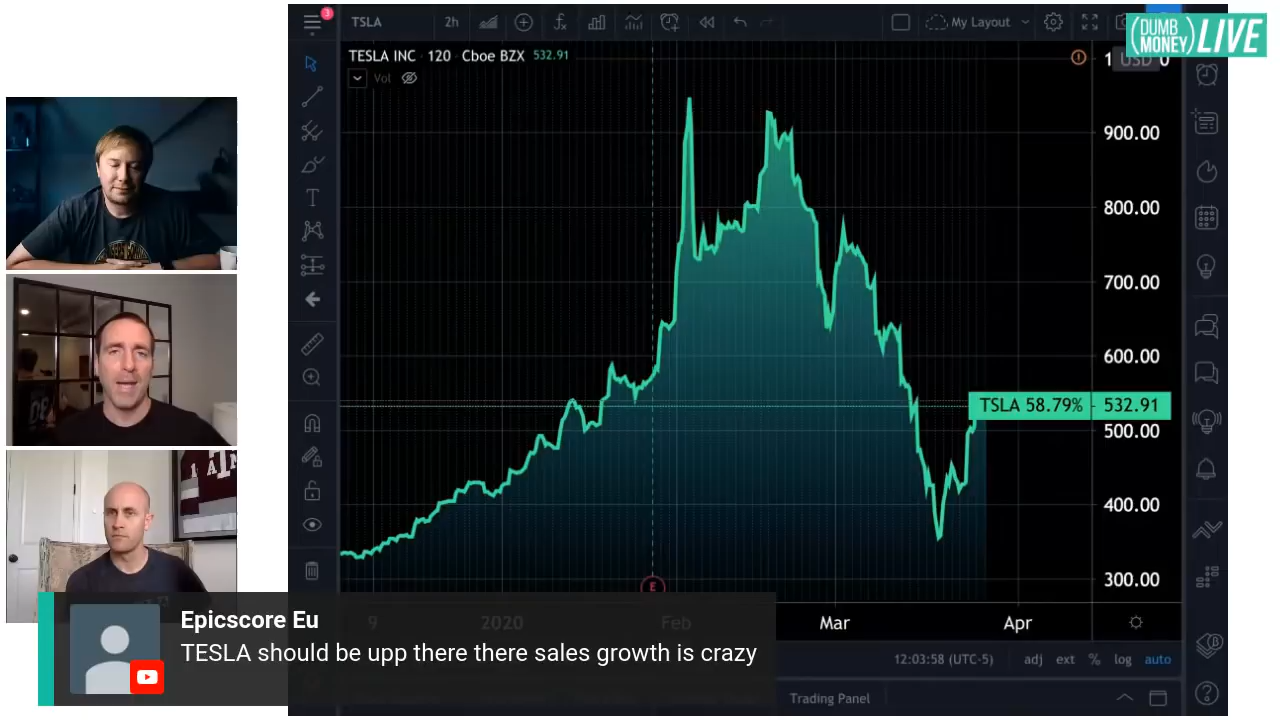 3
TSLA
2h
My Layout
(DUMB MONEY) LIVE
TESLA INC · 120 · Cboe BZX 532.91
Vol
USD
900.00
800.00
700.00
600.00
TSLA 58.79% 532.91
500.00
400.00
300.00
E
9 2020 Feb Mar Apr
12:03:58 (UTC-5) adj ext % log auto
Trading Panel
Epicscore Eu
TESLA should be upp there there sales growth is crazy